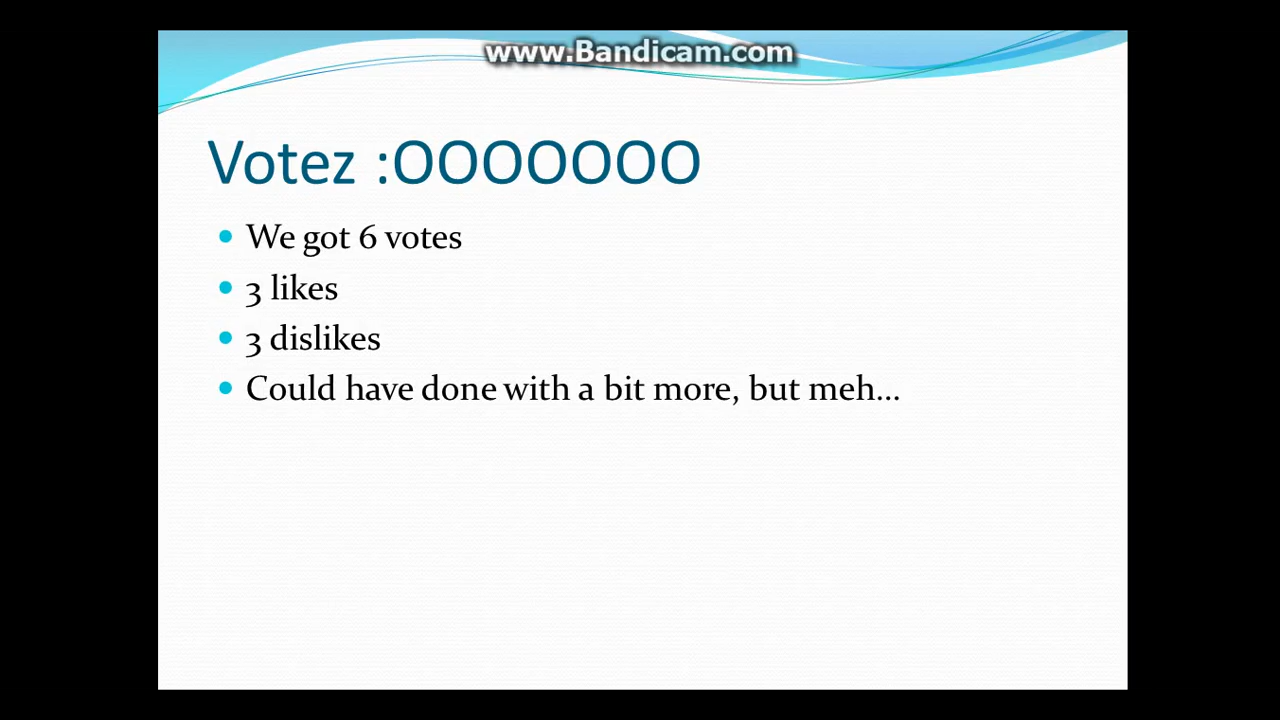 www.Bandicam.com
Votez :OOOOOOO
We got 6 votes
3 likes
3 dislikes
Could have done with a bit more, but meh...